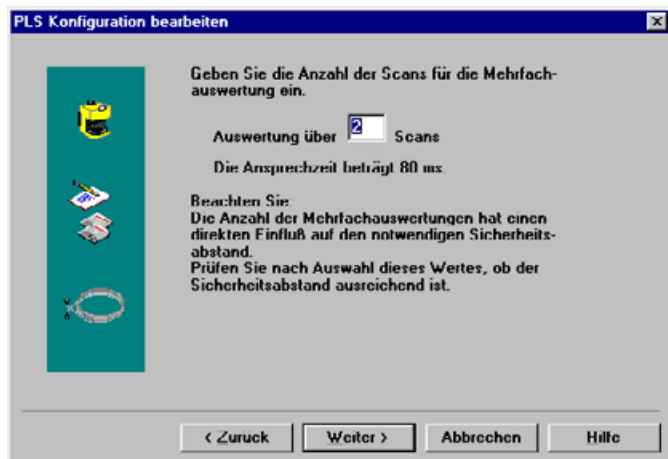 PLS Konfiguration bearbeiten
Geben Sie die Anzahl der Scans für die Mehrfach-
auswertung ein.
Auswertung über 2 Scans
Die Ansprechzeit beträgt 80 ms.
Beachten Sie:
Die Anzahl der Mehrfachauswertungen hat einen
direkten Einfluß auf den notwendigen Sicherheits-
abstand.
Prüfen Sie nach Auswahl dieses Wertes, ob der
Sicherheitsabstand ausreichend ist.
< Zurück Weiter > Abbrechen Hilfe